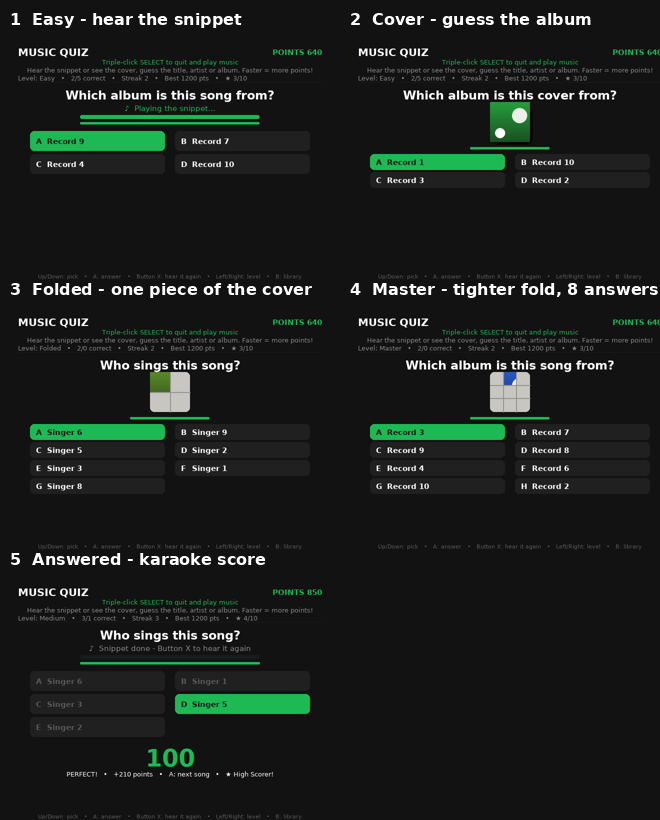 1 Easy - hear the snippet
MUSIC QUIZ POINTS 640
Triple-click SELECT to quit and play music
Hear the snippet or see the cover, guess the title, artist or album. Faster = more points!
Level: Easy • 2/5 correct • Streak 2 • Best 1200 pts • ★ 3/10
Which album is this song from?
♪ Playing the snippet...
A Record 9 B Record 7
C Record 4 D Record 10
Up/Down: pick • A: answer • Button X: hear it again • Left/Right: level • B: library
2 Cover - guess the album
MUSIC QUIZ POINTS 640
Triple-click SELECT to quit and play music
Hear the snippet or see the cover, guess the title, artist or album. Faster = more points!
Level: Easy • 2/5 correct • Streak 2 • Best 1200 pts • ★ 3/10
Which album is this cover from?
A Record 1 B Record 10
C Record 3 D Record 2
Up/Down: pick • A: answer • Button X: hear it again • Left/Right: level • B: library
3 Folded - one piece of the cover
MUSIC QUIZ POINTS 640
Triple-click SELECT to quit and play music
Hear the snippet or see the cover, guess the title, artist or album. Faster = more points!
Level: Folded • 2/0 correct • Streak 2 • Best 1200 pts • ★ 3/10
Who sings this song?
A Singer 6 B Singer 9
C Singer 5 D Singer 2
E Singer 3 F Singer 1
G Singer 8
Up/Down: pick • A: answer • Button X: hear it again • Left/Right: level • B: library
4 Master - tighter fold, 8 answers
MUSIC QUIZ POINTS 640
Triple-click SELECT to quit and play music
Hear the snippet or see the cover, guess the title, artist or album. Faster = more points!
Level: Master • 2/0 correct • Streak 2 • Best 1200 pts • ★ 3/10
Which album is this song from?
A Record 3 B Record 7
C Record 9 D Record 8
E Record 4 F Record 6
G Record 10 H Record 2
Up/Down: pick • A: answer • Button X: hear it again • Left/Right: level • B: library
5 Answered - karaoke score
MUSIC QUIZ POINTS 850
Triple-click SELECT to quit and play music
Hear the snippet or see the cover, guess the title, artist or album. Faster = more points!
Level: Medium • 3/1 correct • Streak 3 • Best 1200 pts • ★ 4/10
Who sings this song?
♪ Snippet done - Button X to hear it again
A Singer 6 B Singer 1
C Singer 3 D Singer 5
E Singer 2
100
PERFECT! • +210 points • A: next song • ★ High Scorer!
Up/Down: pick • A: answer • Button X: hear it again • Left/Right: level • B: library